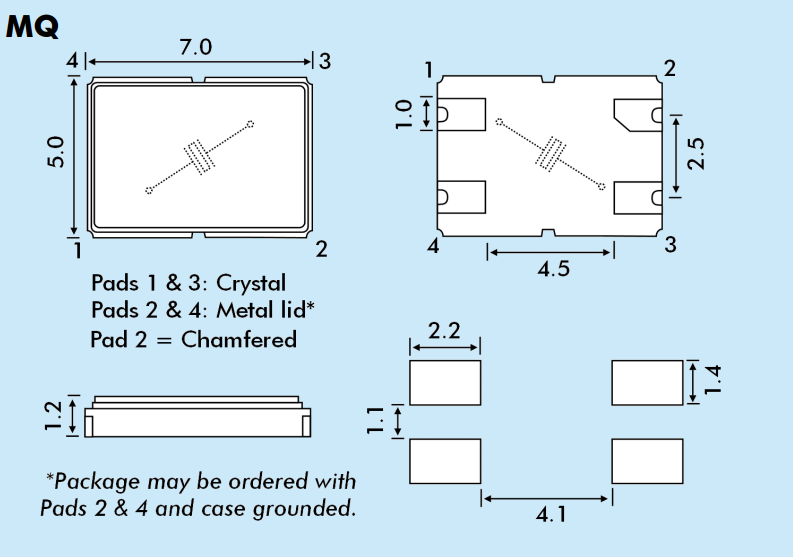 MQ
4 7.0 3
5.0
1 2
1 2
1.0
2.5
4 3
4.5
Pads 1 & 3: Crystal
Pads 2 & 4: Metal lid*
Pad 2 = Chamfered
2.2
1.4
1.1
4.1
1.2
*Package may be ordered with
Pads 2 & 4 and case grounded.